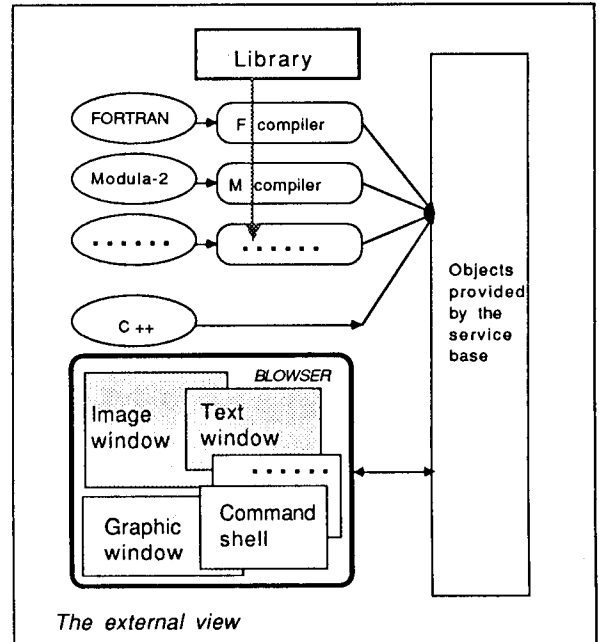 Library
FORTRAN
F compiler
Modula-2
M compiler
......
......
C ++
Objects
provided
by the
service
base
BLOWSER
Image
window
Text
window
......
Graphic
window
Command
shell
The external view